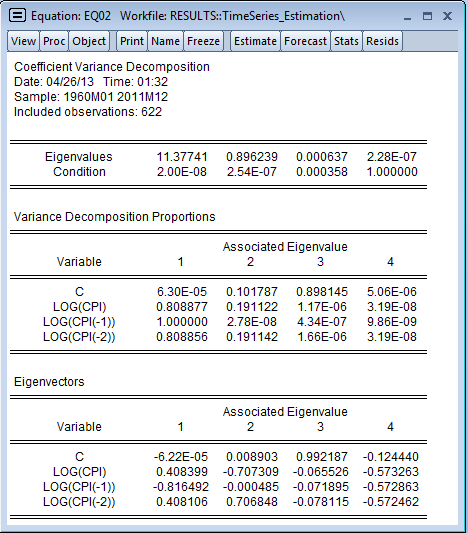 Equation: EQ02 Workfile: RESULTS::TimeSeries_Estimation\
View Proc Object Print Name Freeze Estimate Forecast Stats Resids
Coefficient Variance Decomposition
Date: 04/26/13 Time: 01:32
Sample: 1960M01 2011M12
Included observations: 622
Eigenvalues 11.37741 0.896239 0.000637 2.28E-07
Condition 2.00E-08 2.54E-07 0.000358 1.000000
Variance Decomposition Proportions
Associated Eigenvalue
Variable 1 2 3 4
C 6.30E-05 0.101787 0.898145 5.06E-06
LOG(CPI) 0.808877 0.191122 1.17E-06 3.19E-08
LOG(CPI(-1)) 1.000000 2.78E-08 4.34E-07 9.86E-09
LOG(CPI(-2)) 0.808856 0.191142 1.66E-06 3.19E-08
Eigenvectors
Associated Eigenvalue
Variable 1 2 3 4
C -6.22E-05 0.008903 0.992187 -0.124440
LOG(CPI) 0.408399 -0.707309 -0.065526 -0.573263
LOG(CPI(-1)) -0.816492 -0.000485 -0.071895 -0.572863
LOG(CPI(-2)) 0.408106 0.706848 -0.078115 -0.572462